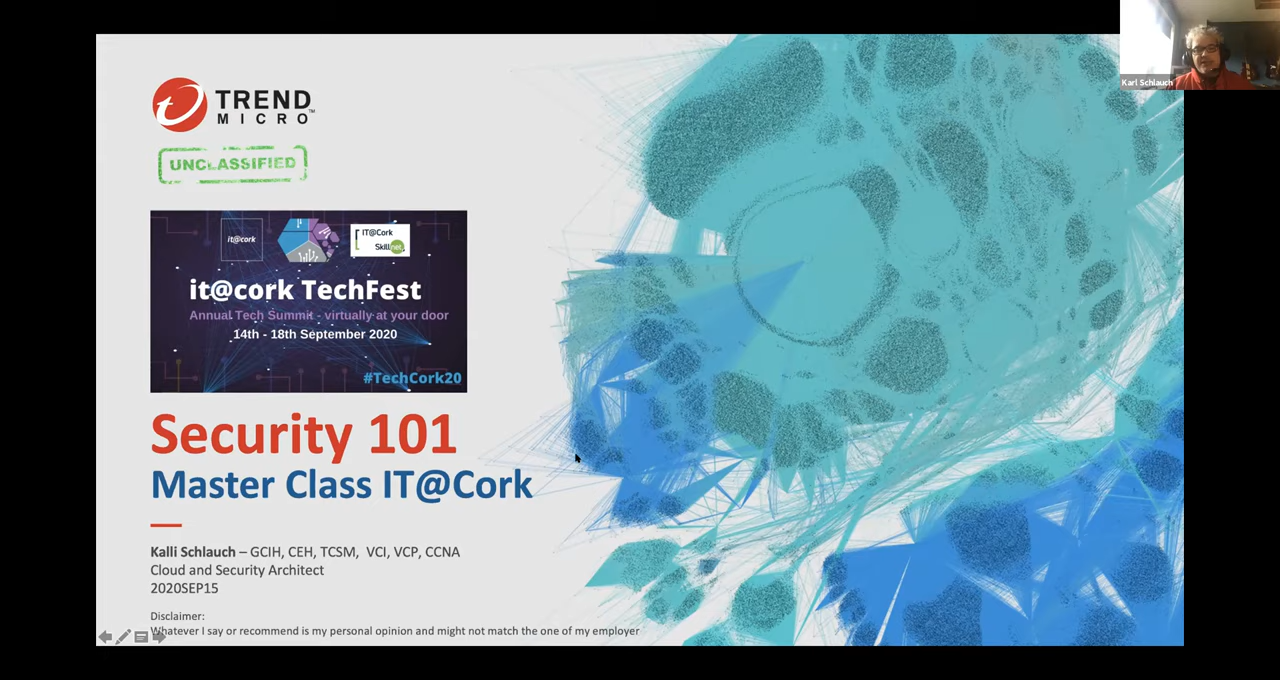 Karl Schlauch
TREND
MICRO™
UNCLASSIFIED
it@cork
IT@Cork
Skillnet
it@cork TechFest
Annual Tech Summit - virtually at your door
14th - 18th September 2020
#TechCork20
Security 101
Master Class IT@Cork
Kalli Schlauch – GCIH, CEH, TCSM, VCI, VCP, CCNA
Cloud and Security Architect
2020SEP15
Disclaimer:
Whatever I say or recommend is my personal opinion and might not match the one of my employer